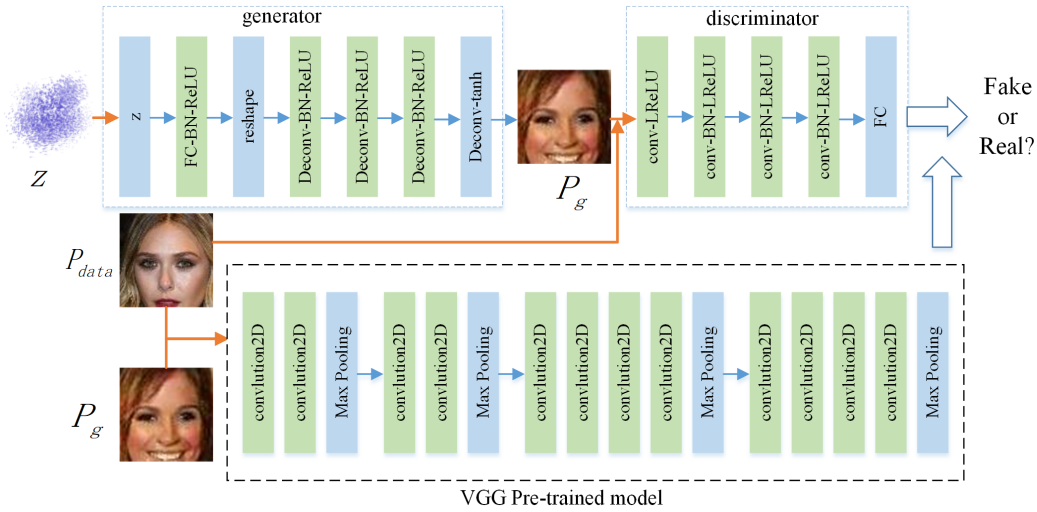 generator
discriminator
z
FC-BN-ReLU
reshape
Deconv-BN-ReLU
Deconv-BN-ReLU
Deconv-BN-ReLU
Deconv-tanh
conv-LReLU
conv-BN-LReLU
conv-BN-LReLU
conv-BN-LReLU
FC
Fake
or
Real?
Z
P_g
P_data
P_g
convlution2D
convlution2D
Max Pooling
convlution2D
convlution2D
Max Pooling
convlution2D
convlution2D
convlution2D
convlution2D
Max Pooling
convlution2D
convlution2D
convlution2D
convlution2D
Max Pooling
VGG Pre-trained model